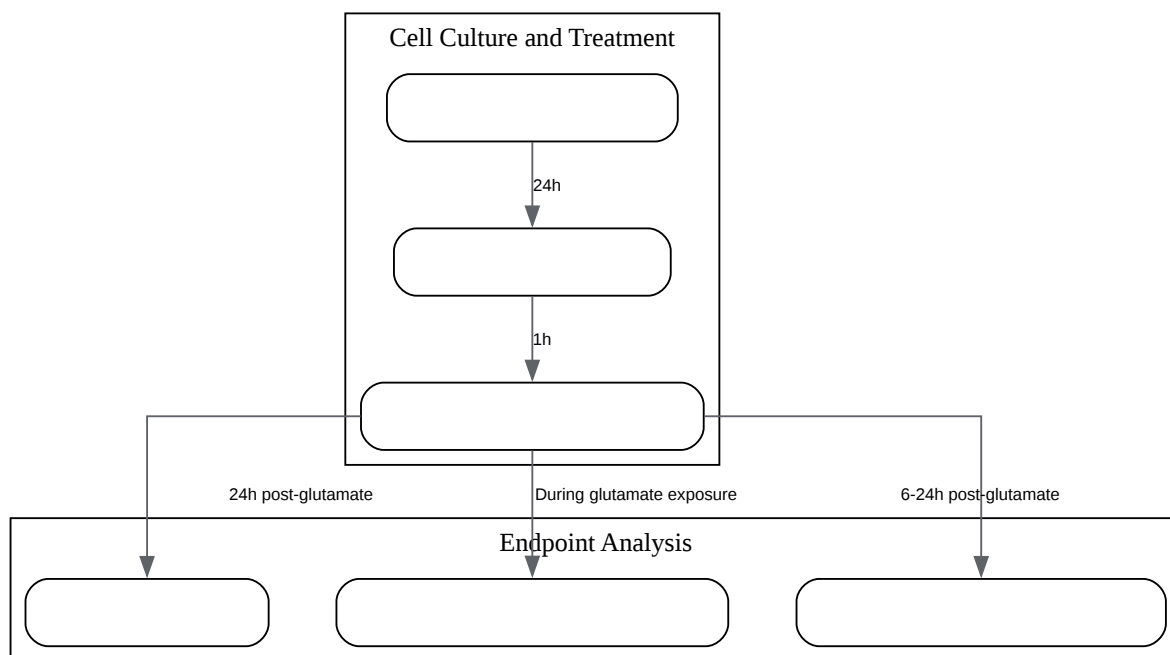 Cell Culture and Treatment
24h
1h
24h post-glutamate
During glutamate exposure
6-24h post-glutamate
Endpoint Analysis